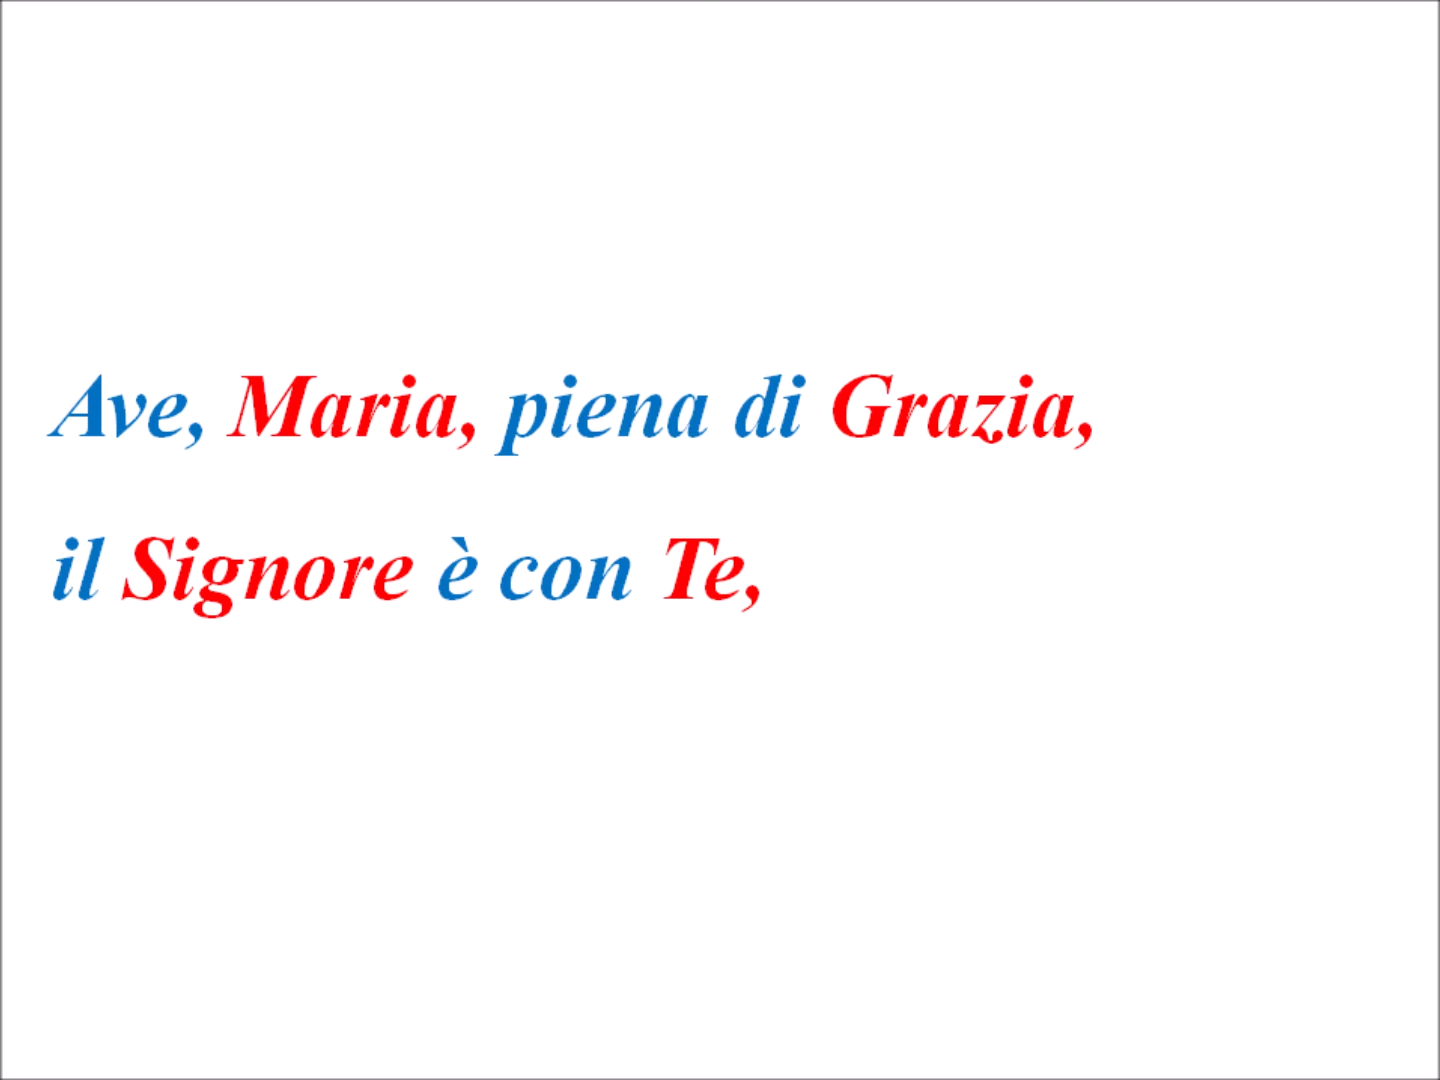 Ave, Maria, piena di Grazia,
il Signore è con Te,